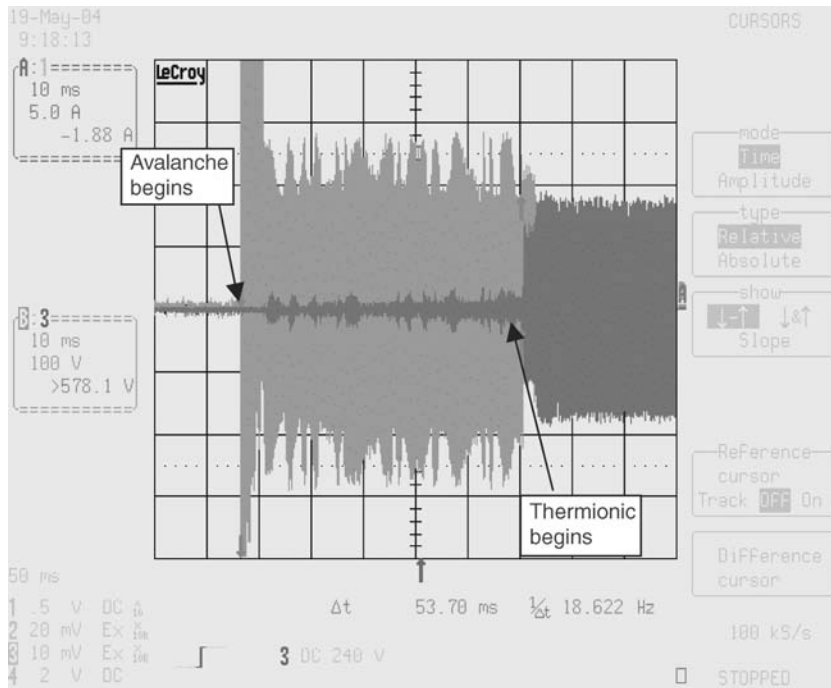 19-May-04
9:18:13
CURSORS
A:1
10 ms
5.0 A
-1.88 A
LeCroy
Avalanche
begins
mode
Time
Amplitude
type
Relative
Absolute
B:3
10 ms
100 V
>578.1 V
A
show
↓-↑ ↓&↑
Slope
Reference
cursor
Track OFF On
Thermionic
begins
Difference
cursor
50 ms
Δt 53.70 ms 1/Δt 18.622 Hz
1 .5 V DC
2 20 mV Ex
3 10 mV Ex
4 2 V DC
3 DC 240 V
100 kS/s
STOPPED